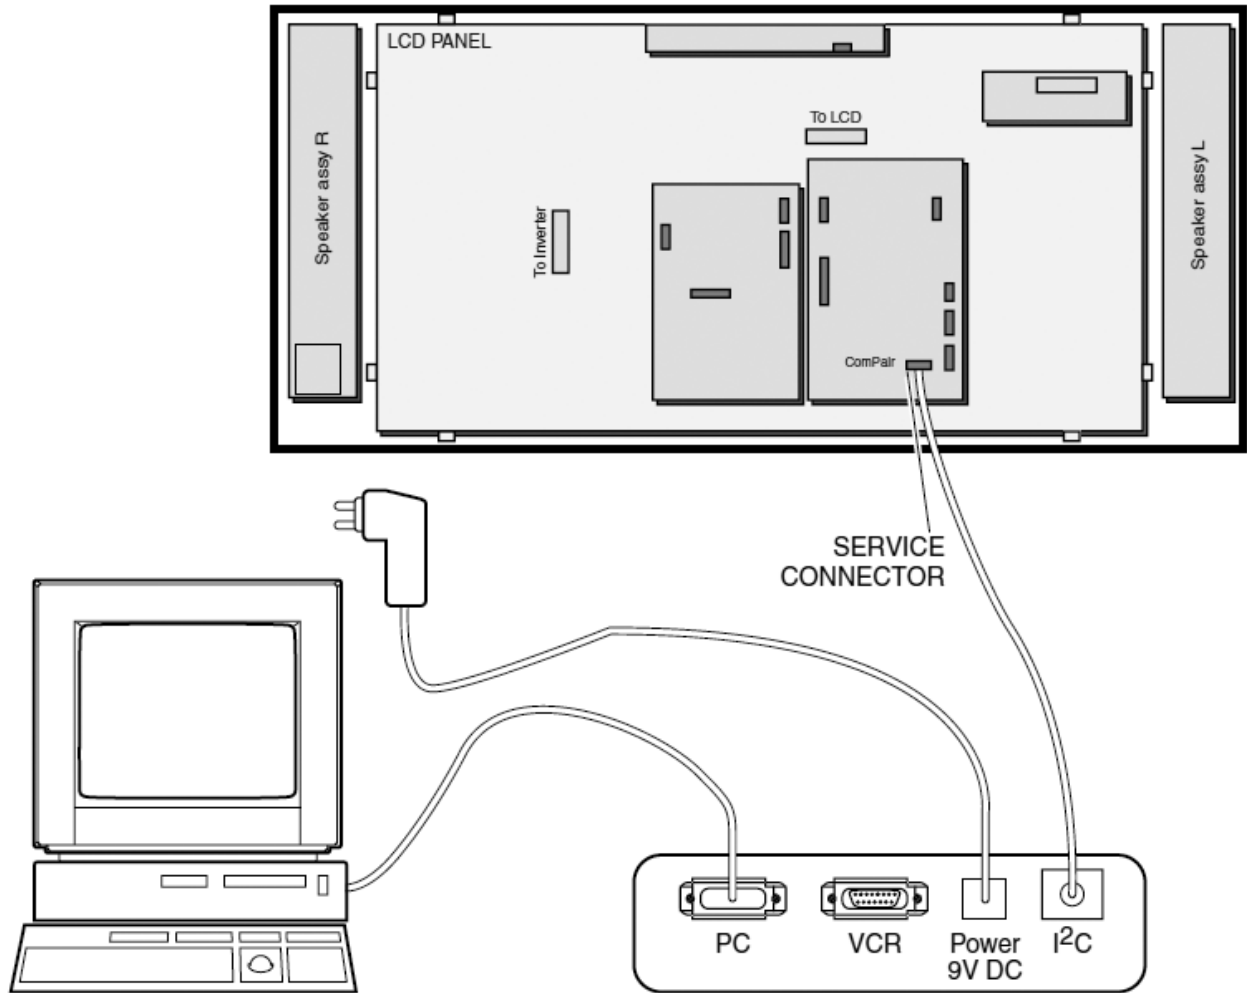 LCD PANEL
To LCD
Speaker assy R
To Inverter
Speaker assy L
ComPair
SERVICE
CONNECTOR
PC
VCR
Power
9V DC
I²C